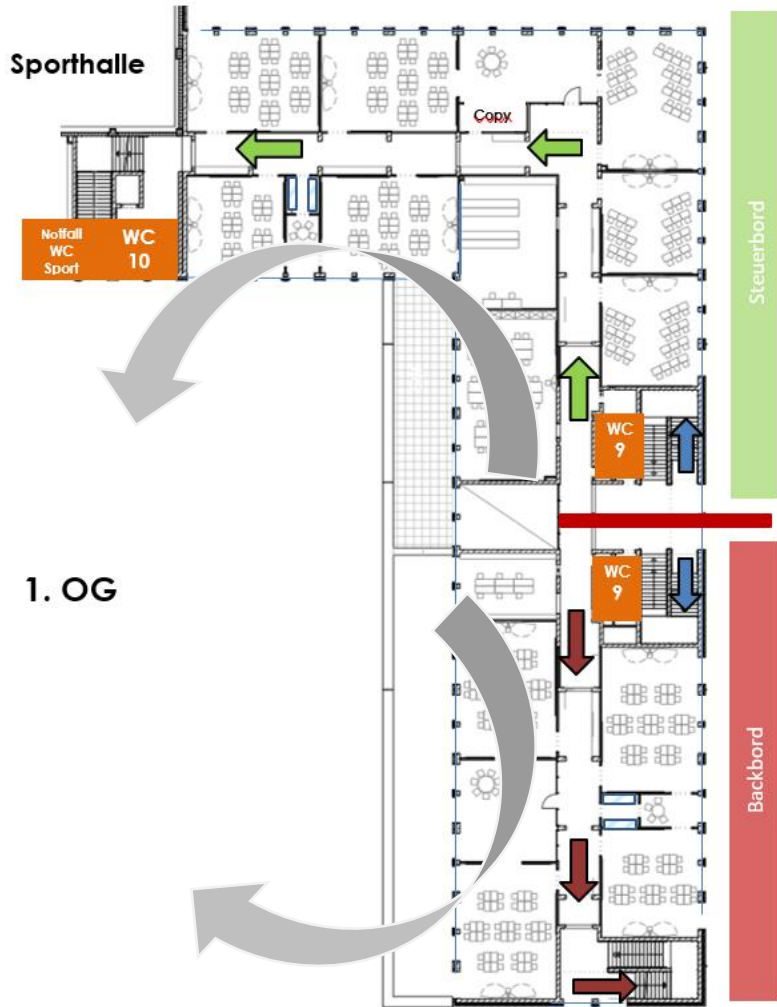 Sporthalle
Copy
Notfall
WC
Sport
WC
10
Steuerbord
WC
9
WC
9
1. OG
Backbord